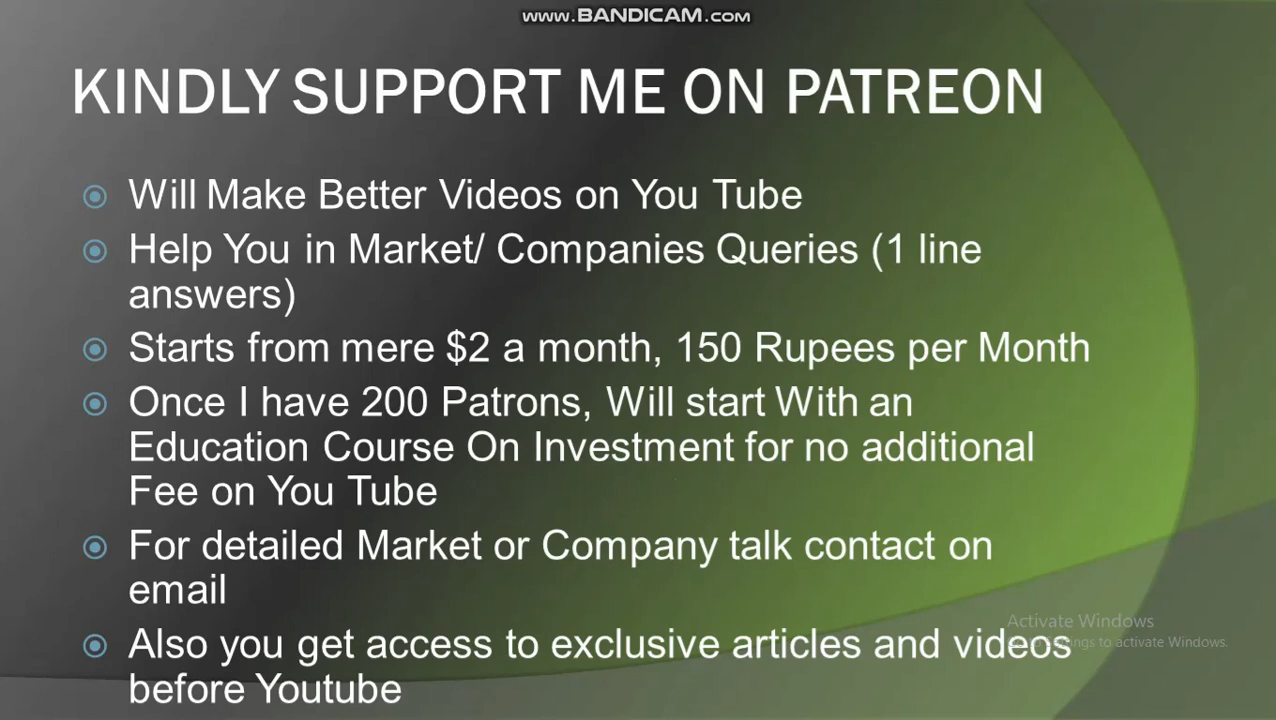 www.BANDICAM.com
KINDLY SUPPORT ME ON PATREON
Will Make Better Videos on You Tube
Help You in Market/ Companies Queries (1 line
answers)
Starts from mere $2 a month, 150 Rupees per Month
Once I have 200 Patrons, Will start With an
Education Course On Investment for no additional
Fee on You Tube
For detailed Market or Company talk contact on
email
Activate Windows
Also you get access to exclusive articles and videos
to activate Windows.
before Youtube